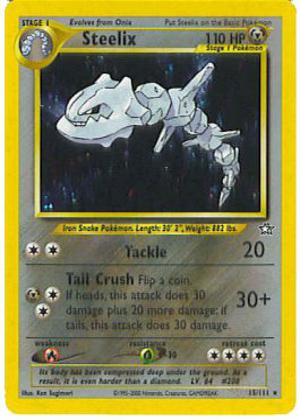 STAGE 1 Evolves from Onix Put Steelix on the Basic Pokémon
Steelix 110 HP
Stage 1 Pokémon
Iron Snake Pokémon. Length: 30' 2", Weight: 882 lbs.
Tackle 20
Tail Crush Flip a coin.
If heads, this attack does 30
damage plus 20 more damage; if
tails, this attack does 30 damage.
30+
weakness resistance retreat cost
30
Its body has been compressed deep under the ground. As a
result, it is even harder than a diamond. LV. 64 #208
Illus. Ken Sugimori ©1995-2000 Nintendo, Creatures, GAMEFREAK. 15/111